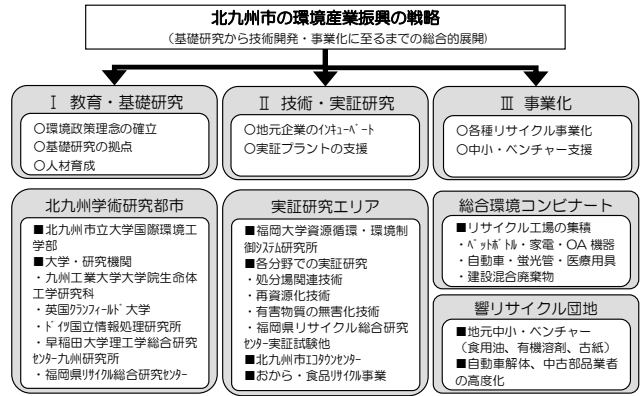 北九州市の環境産業振興の戦略
(基礎研究から技術開発・事業化に至るまでの総合的展開)
Ⅰ 教育・基礎研究
○環境政策理念の確立
○基礎研究の拠点
○人材育成
Ⅱ 技術・実証研究
○地元企業のｲﾝｷｭｰﾍﾞｰﾄ
○実証プラントの支援
Ⅲ 事業化
○各種リサイクル事業化
○中小・ベンチャー支援
北九州学術研究都市
■北九州市立大学国際環境工
学部
■大学・研究機関
・九州工業大学大学院生命体
工学研究科
・英国ｸﾗﾝﾌｨｰﾙﾄﾞ大学
・ﾄﾞｲﾂ国立情報処理研究所
・早稲田大学理工学総合研究
ｾﾝﾀｰ九州研究所
・福岡県ﾘｻｲｸﾙ総合研究ｾﾝﾀｰ
実証研究エリア
■福岡大学資源循環・環境制
御ｼｽﾃﾑ研究所
■各分野での実証研究
・処分場関連技術
・再資源化技術
・有害物質の無害化技術
・福岡県リサイクル総合研究
ｾﾝﾀｰ実証試験他
■北九州市ｴｺﾀｳﾝｾﾝﾀｰ
■おから・食品ﾘｻｲｸﾙ事業
総合環境コンビナート
■リサイクル工場の集積
・ﾍﾟｯﾄﾎﾞﾄﾙ・家電・OA 機器
・自動車・蛍光管・医療用具
・建設混合廃棄物
響リサイクル団地
■地元中小・ベンチャー
（食用油、有機溶剤、古紙）
■自動車解体、中古部品業者
の高度化